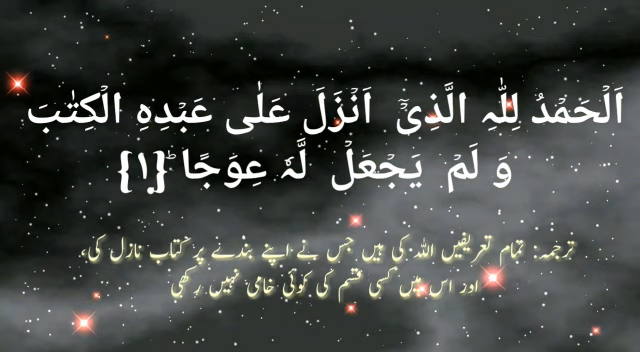 اَلۡحَمۡدُ لِلّٰہِ الَّذِیۡۤ اَنۡزَلَ عَلٰی عَبۡدِہِ الۡکِتٰبَ
وَ لَمۡ یَجۡعَلۡ لَّہٗ عِوَجًا ؕ{۱}
ترجمہ: تمام تعریفیں اللہ کی ہیں جس نے اپنے بندے پر کتاب نازل کی،
اور اس میں کسی قسم کی کوئی خامی نہیں رکھی